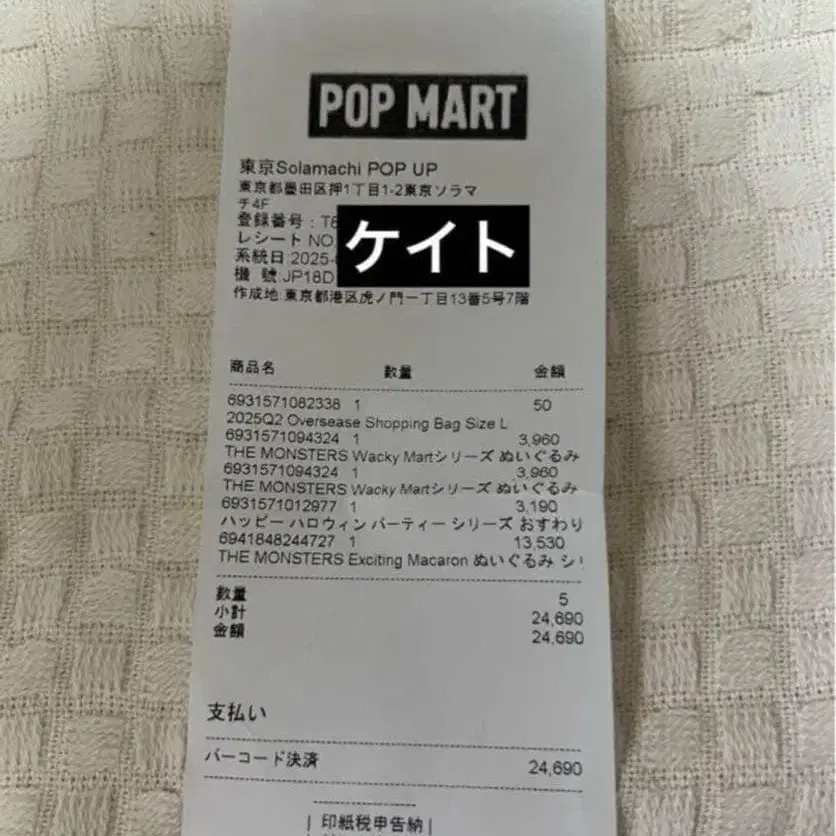 POP MART
東京Solamachi POP UP
東京都墨田区押1丁目1-2東京ソラマ
チ4F
登録番号：T8
レシート NO
系統日:2025-
機 號:JP18D
ケイト
作成地:東京都港区虎ノ門一丁目13番5号7階
商品名 数量 金額
6931571082338 1 50
2025Q2 Oversease Shopping Bag Size L
6931571094324 1 3,960
THE MONSTERS Wacky Martシリーズ ぬいぐるみ
6931571094324 1 3,960
THE MONSTERS Wacky Martシリーズ ぬいぐるみ
6931571012977 1 3,190
ハッピー ハロウィン パーティー シリーズ おすわり
6941848244727 1 13,530
THE MONSTERS Exciting Macaron ぬいぐるみ シリ
数量 5
小計 24,690
金額 24,690
支払い
バーコード決済 24,690
印紙税申告納